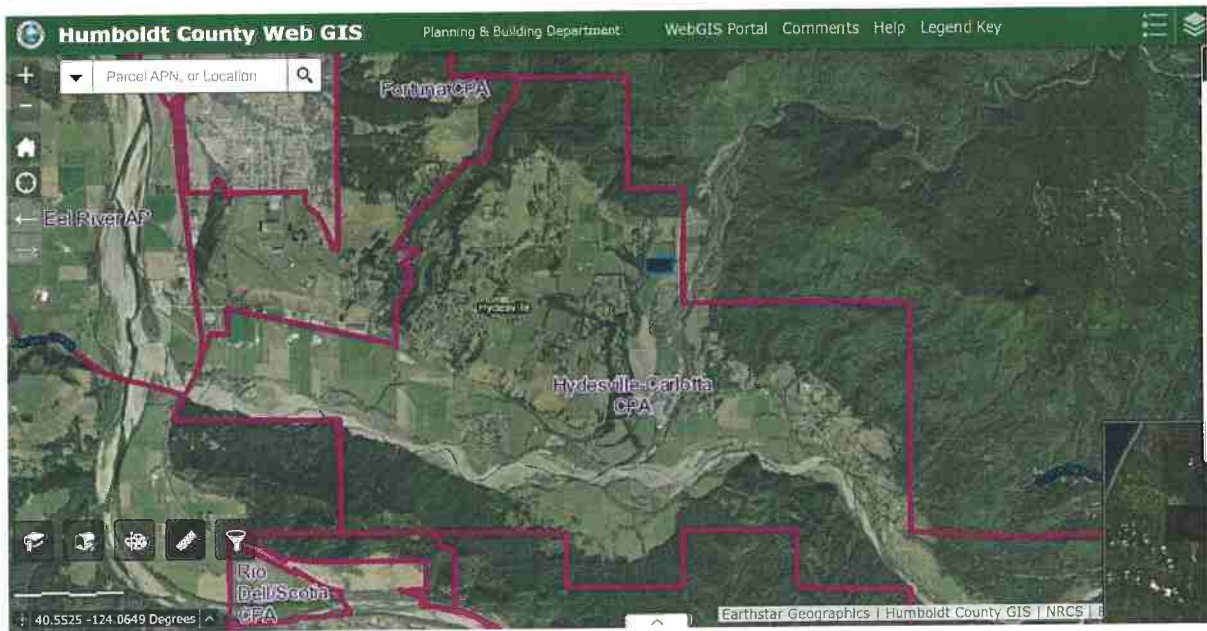 Humboldt County Web GIS
Planning & Building Department
WebGIS Portal Comments Help Legend Key
+
Parcel APN, or Location
-
Fortuna CPA
Eel River AP
Hydesville
Hydesville-Carlotta
CPA
Rio
Dell/Scotia
CPA
40.5525 -124.0649 Degrees
Earthstar Geographics | Humboldt County GIS | NRCS |